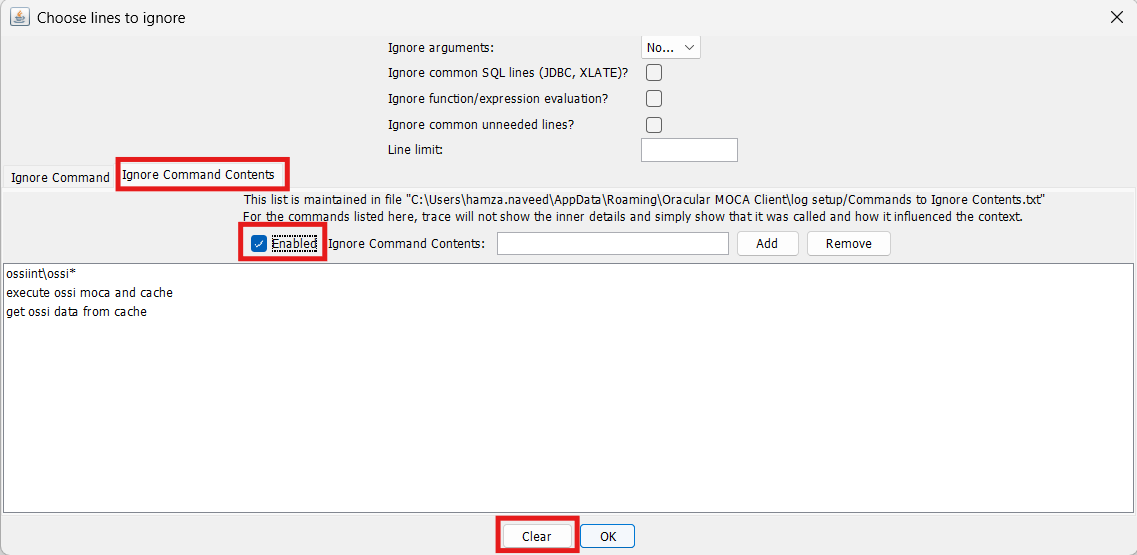 Choose lines to ignore
Ignore arguments:
No...
Ignore common SQL lines (JDBC, XLATE)?
Ignore function/expression evaluation?
Ignore common unneeded lines?
Line limit:
Ignore Command
Ignore Command Contents
This list is maintained in file "C:\Users\hamza.naveed\AppData\Roaming\Oracular MOCA Client\log setup/Commands to Ignore Contents.txt"
For the commands listed here, trace will not show the inner details and simply show that it was called and how it influenced the context.
Enabled
Ignore Command Contents:
Add
Remove
ossiint\ossi*
execute ossi moca and cache
get ossi data from cache
Clear
OK